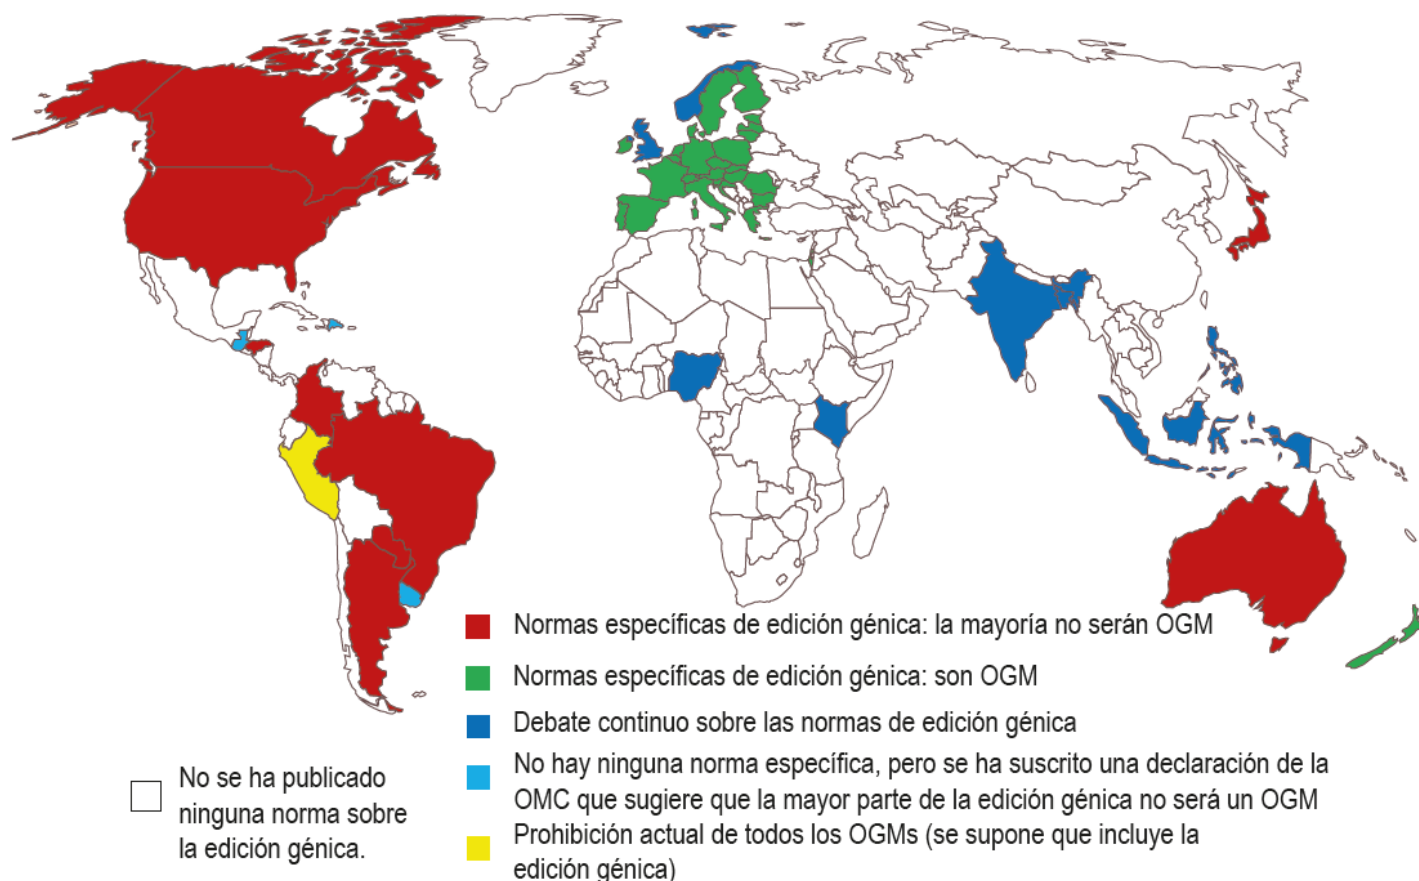 Normas específicas de edición génica: la mayoría no serán OGM
Normas específicas de edición génica: son OGM
Debate continuo sobre las normas de edición génica
No hay ninguna norma específica, pero se ha suscrito una declaración de la
OMC que sugiere que la mayor parte de la edición génica no será un OGM
Prohibición actual de todos los OGMs (se supone que incluye la
edición génica)
No se ha publicado
ninguna norma sobre
la edición génica.